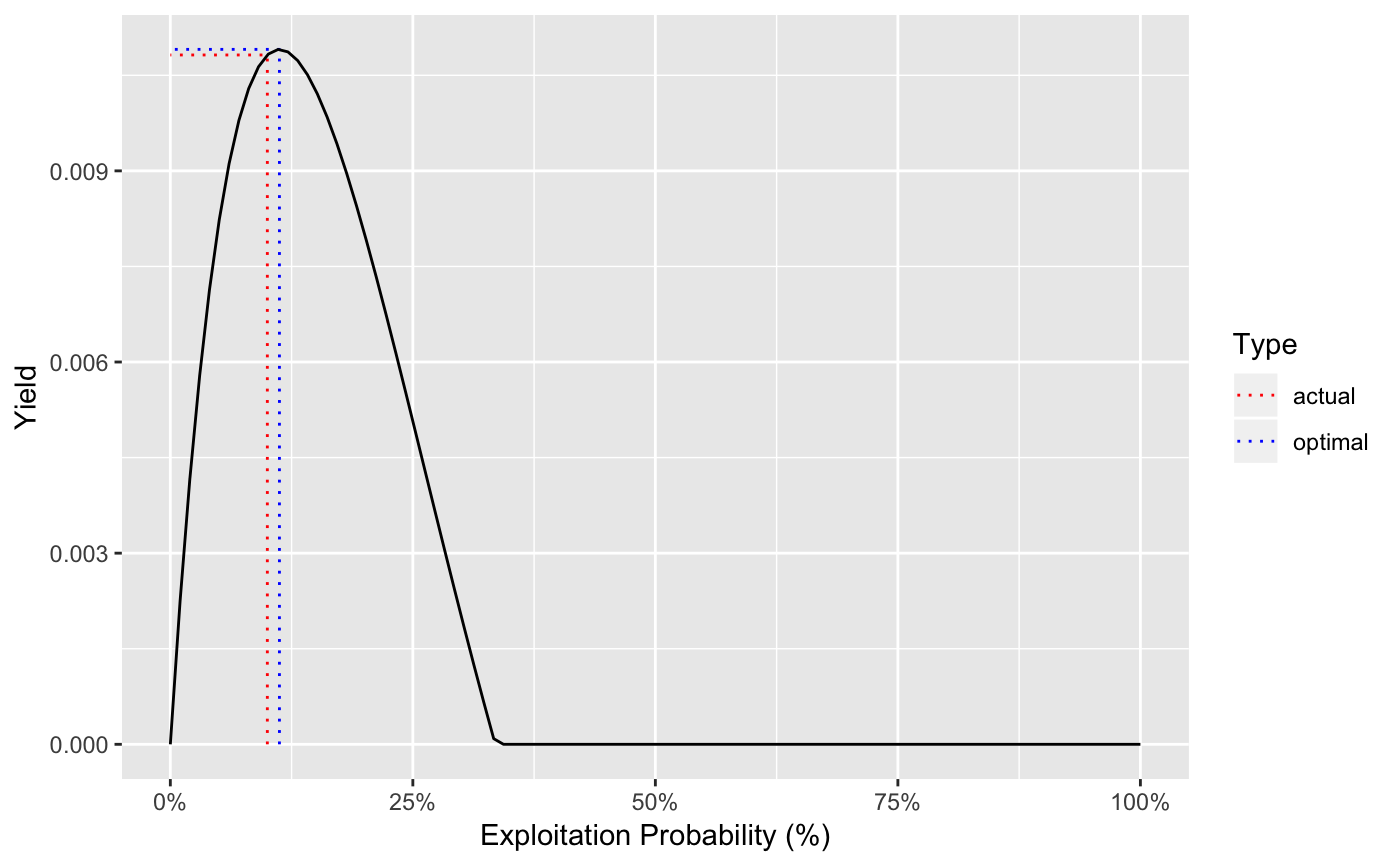 Yield
0.009
0.006
0.003
0.000
0%
25%
50%
75%
100%
Exploitation Probability (%)
Type
actual
optimal